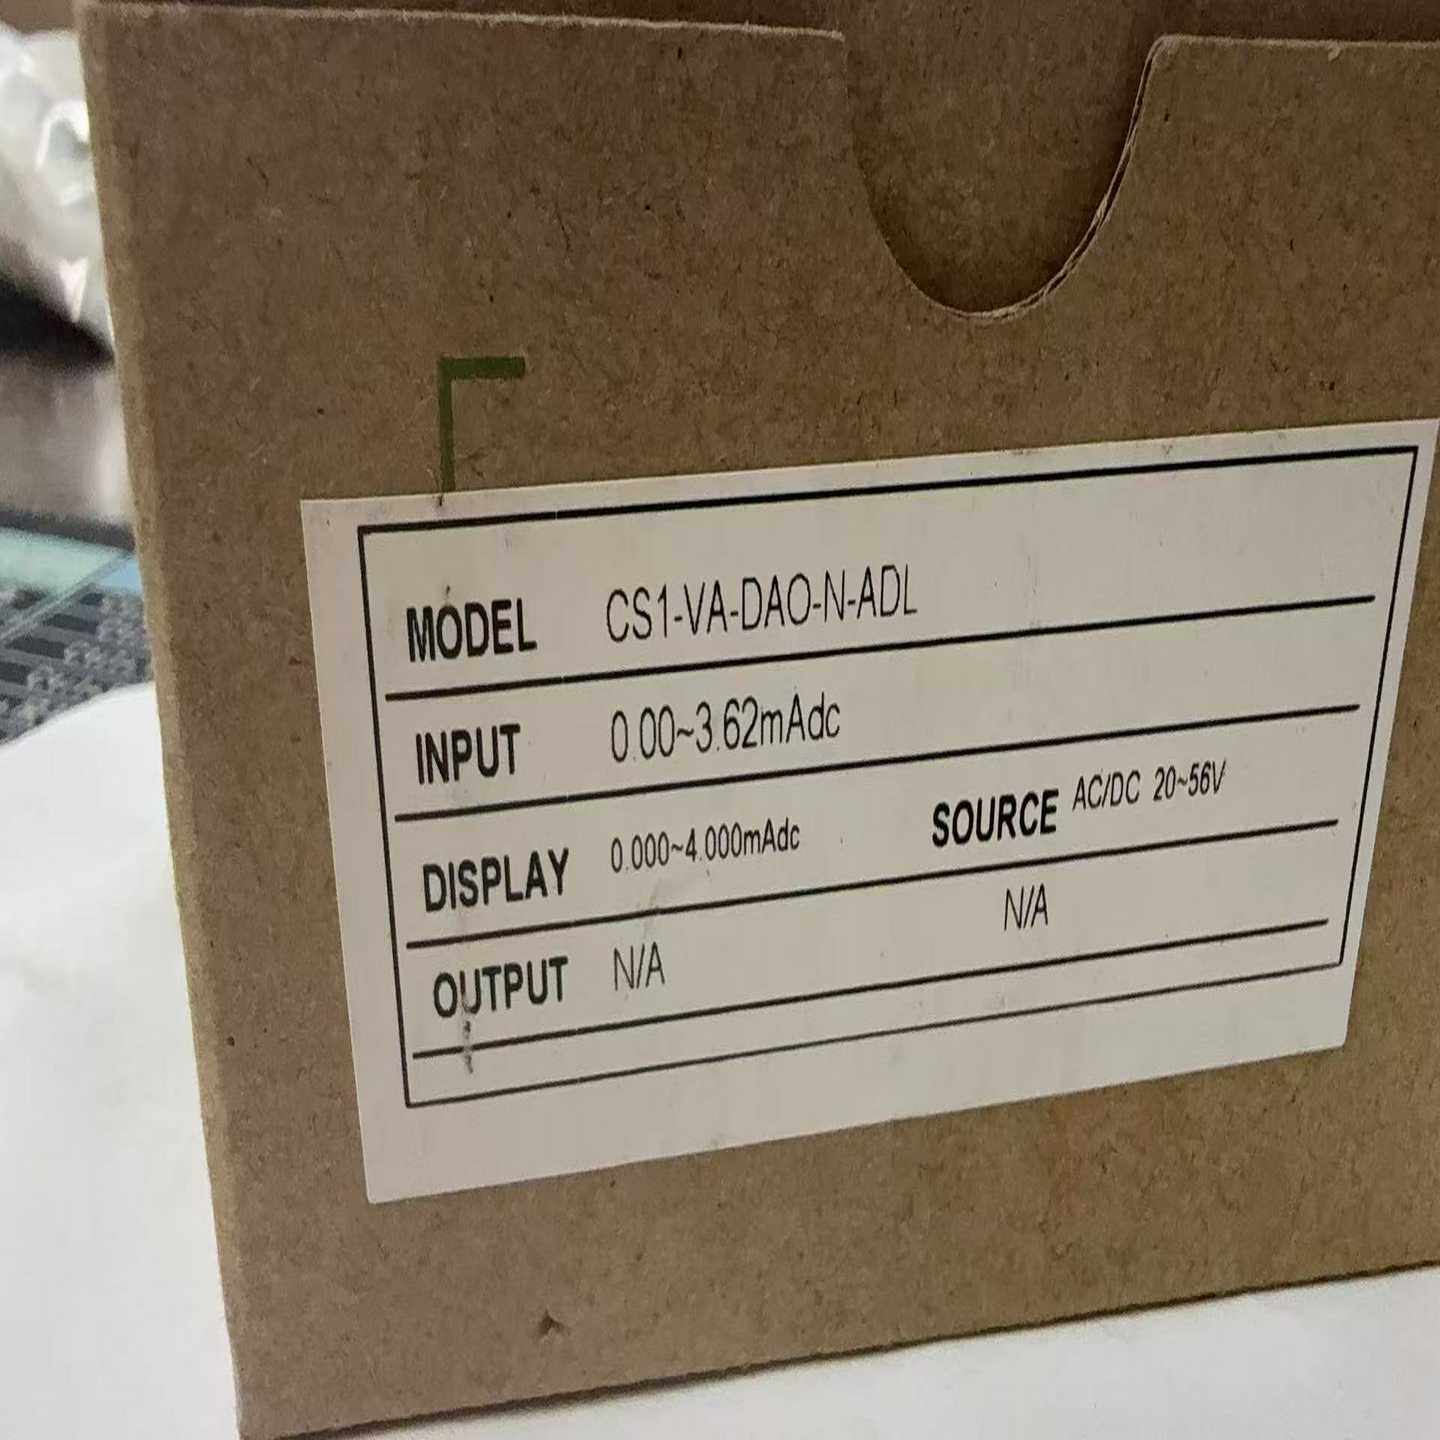 MODEL CS1-VA-DAO-N-ADL
INPUT 0.00~3.62mAdc
DISPLAY 0.000~4.000mAdc SOURCE AC/DC 20~56V
OUTPUT N/A N/A